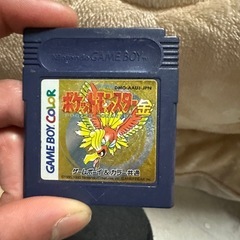 Nintendo GAME BOY
DMG-AAUJ-JPN
GAME BOY COLOR
ポケットモンスター金
ゲームボーイ&カラー共通